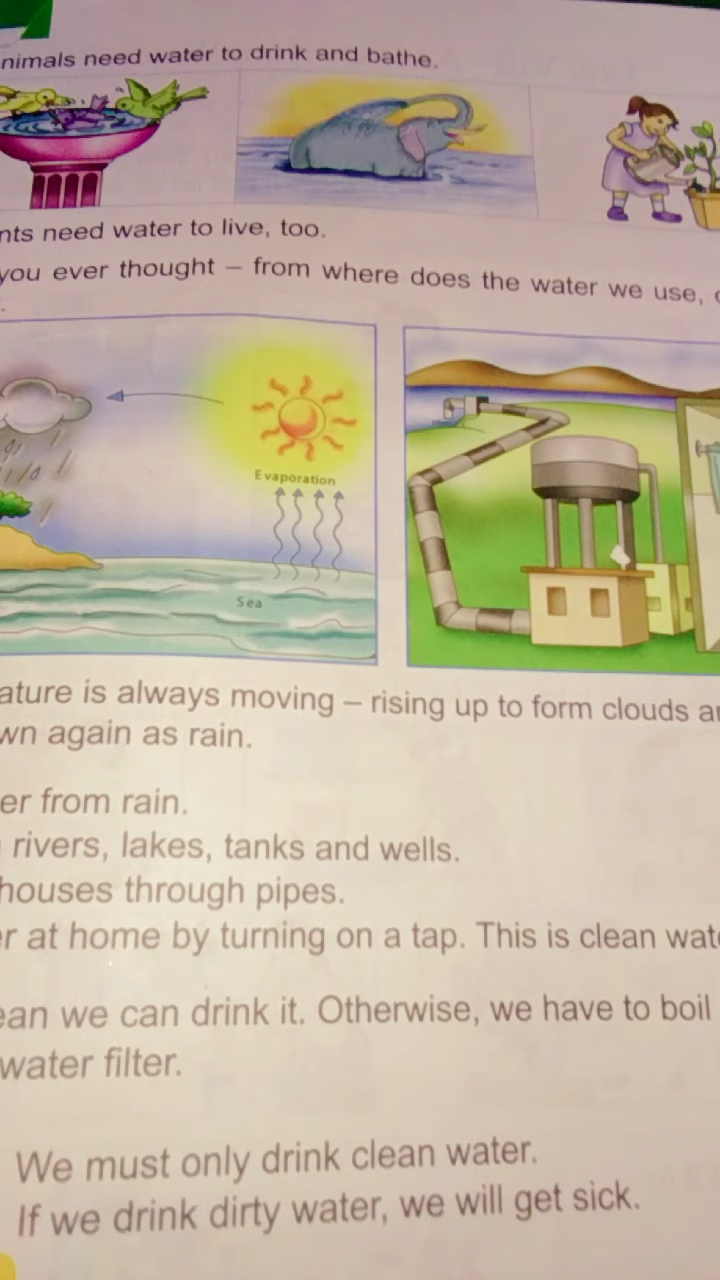 nimals need water to drink and bathe.
nts need water to live, too.
you ever thought – from where does the water we use,
Evaporation
Sea
ature is always moving – rising up to form clouds
wn again as rain.
er from rain.
rivers, lakes, tanks and wells.
houses through pipes.
er at home by turning on a tap. This is clean wat
ean we can drink it. Otherwise, we have to boil
water filter.
We must only drink clean water.
If we drink dirty water, we will get sick.